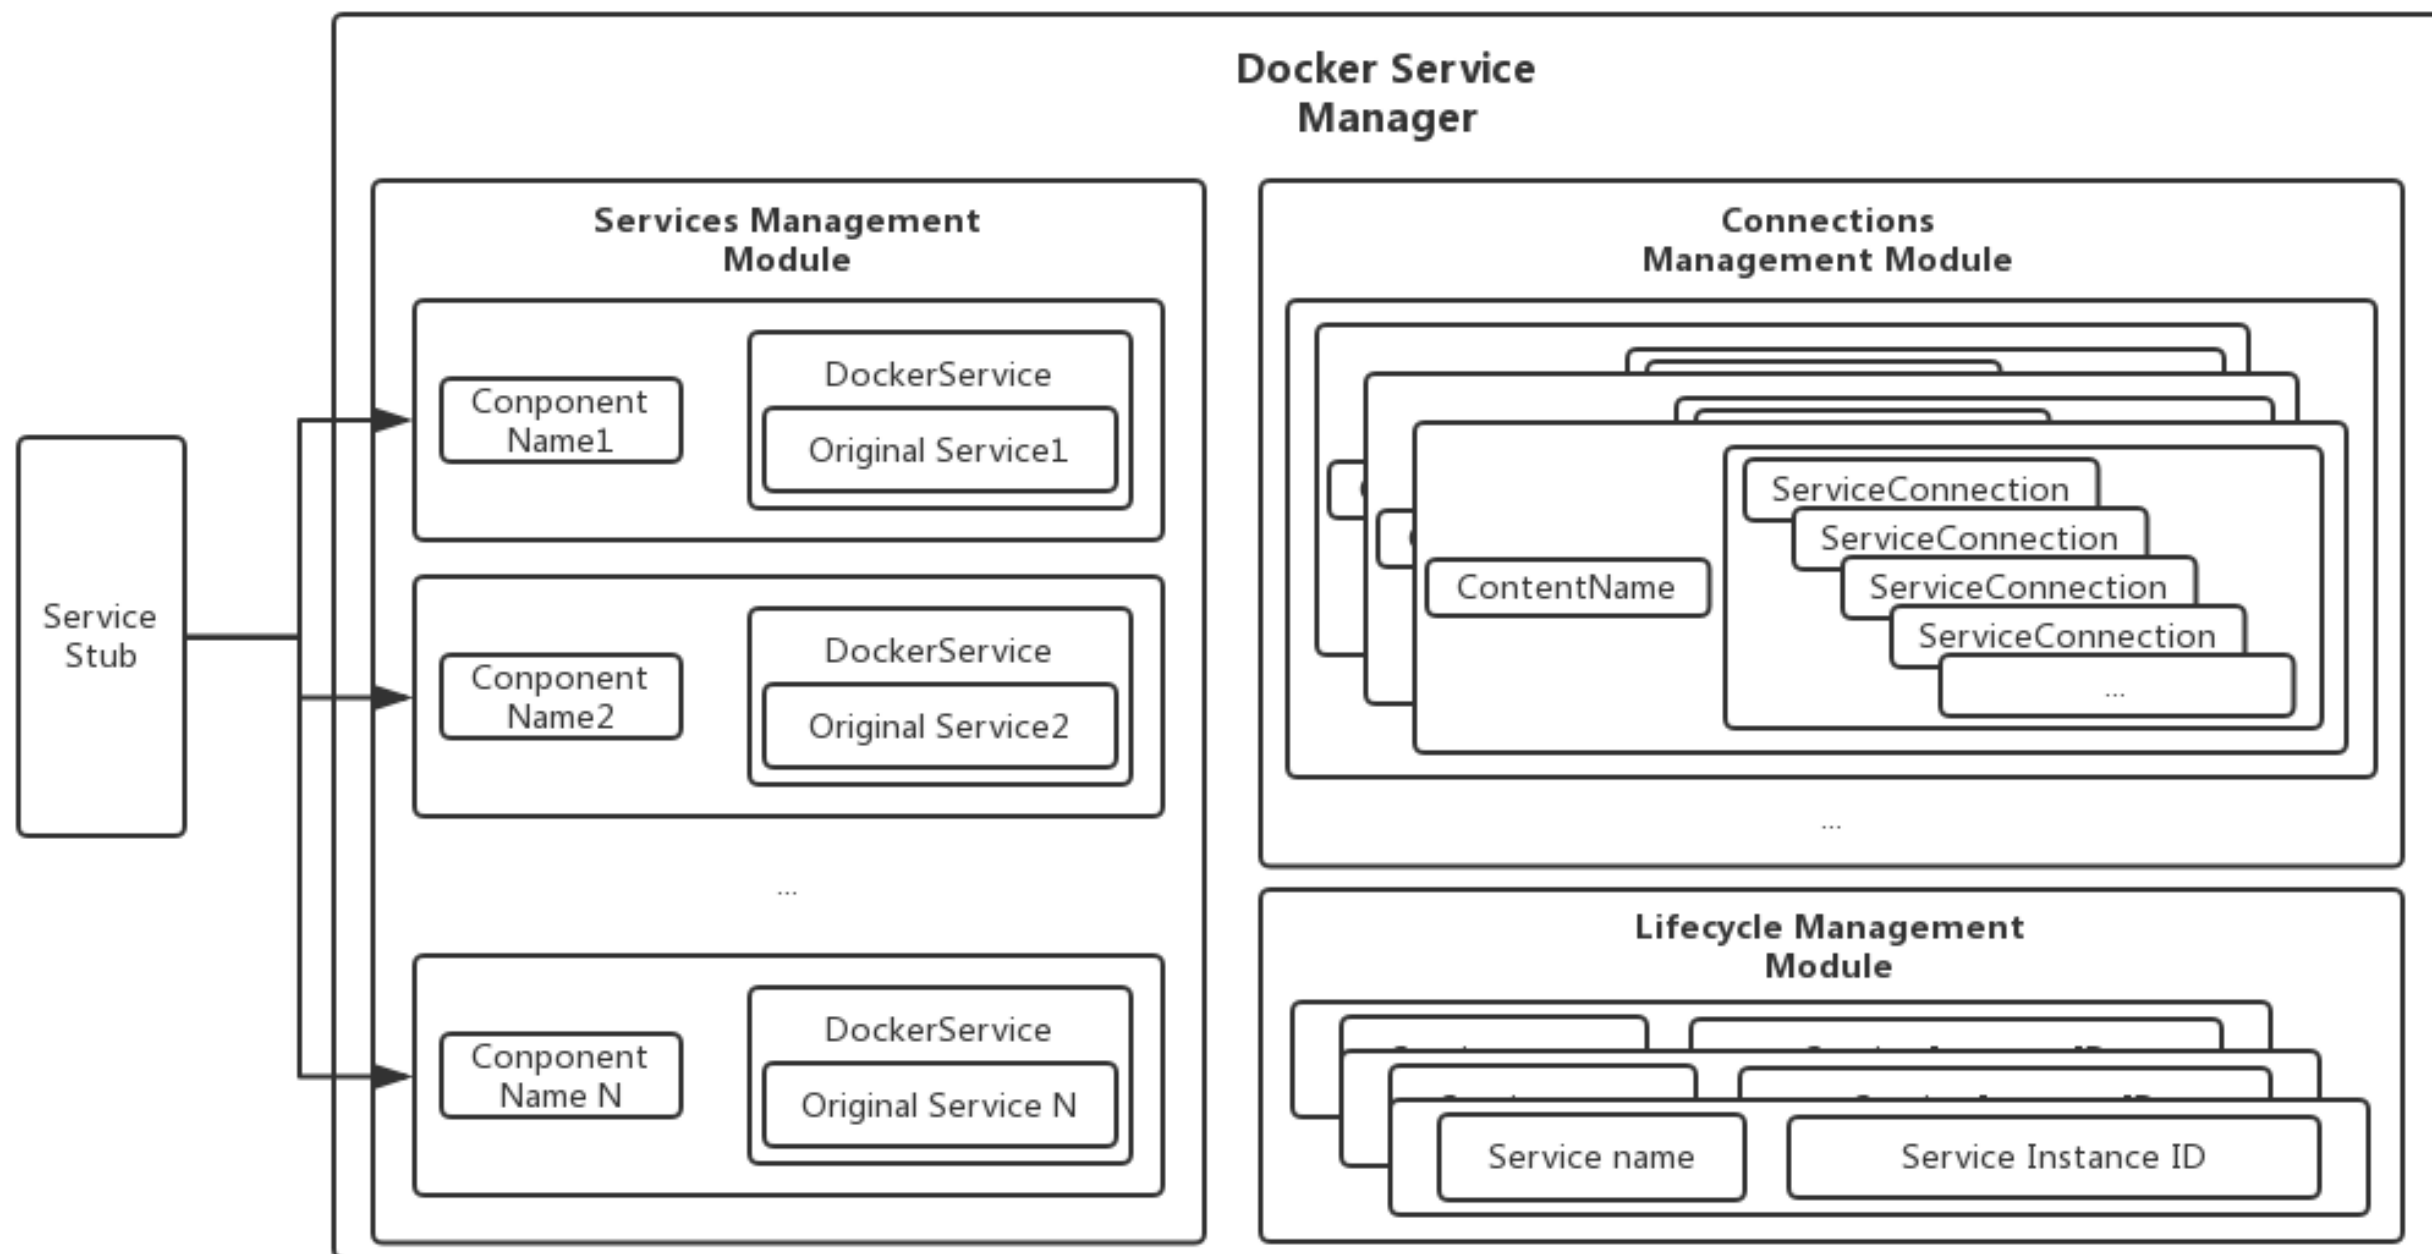 Docker Service
Manager
Services Management
Module
Conponent
Name1
DockerService
Original Service1
Conponent
Name2
DockerService
Original Service2
...
Conponent
Name N
DockerService
Original Service N
Service
Stub
Connections
Management Module
ContentName
ServiceConnection
ServiceConnection
ServiceConnection
ServiceConnection
...
...
Lifecycle Management
Module
Service name
Service Instance ID